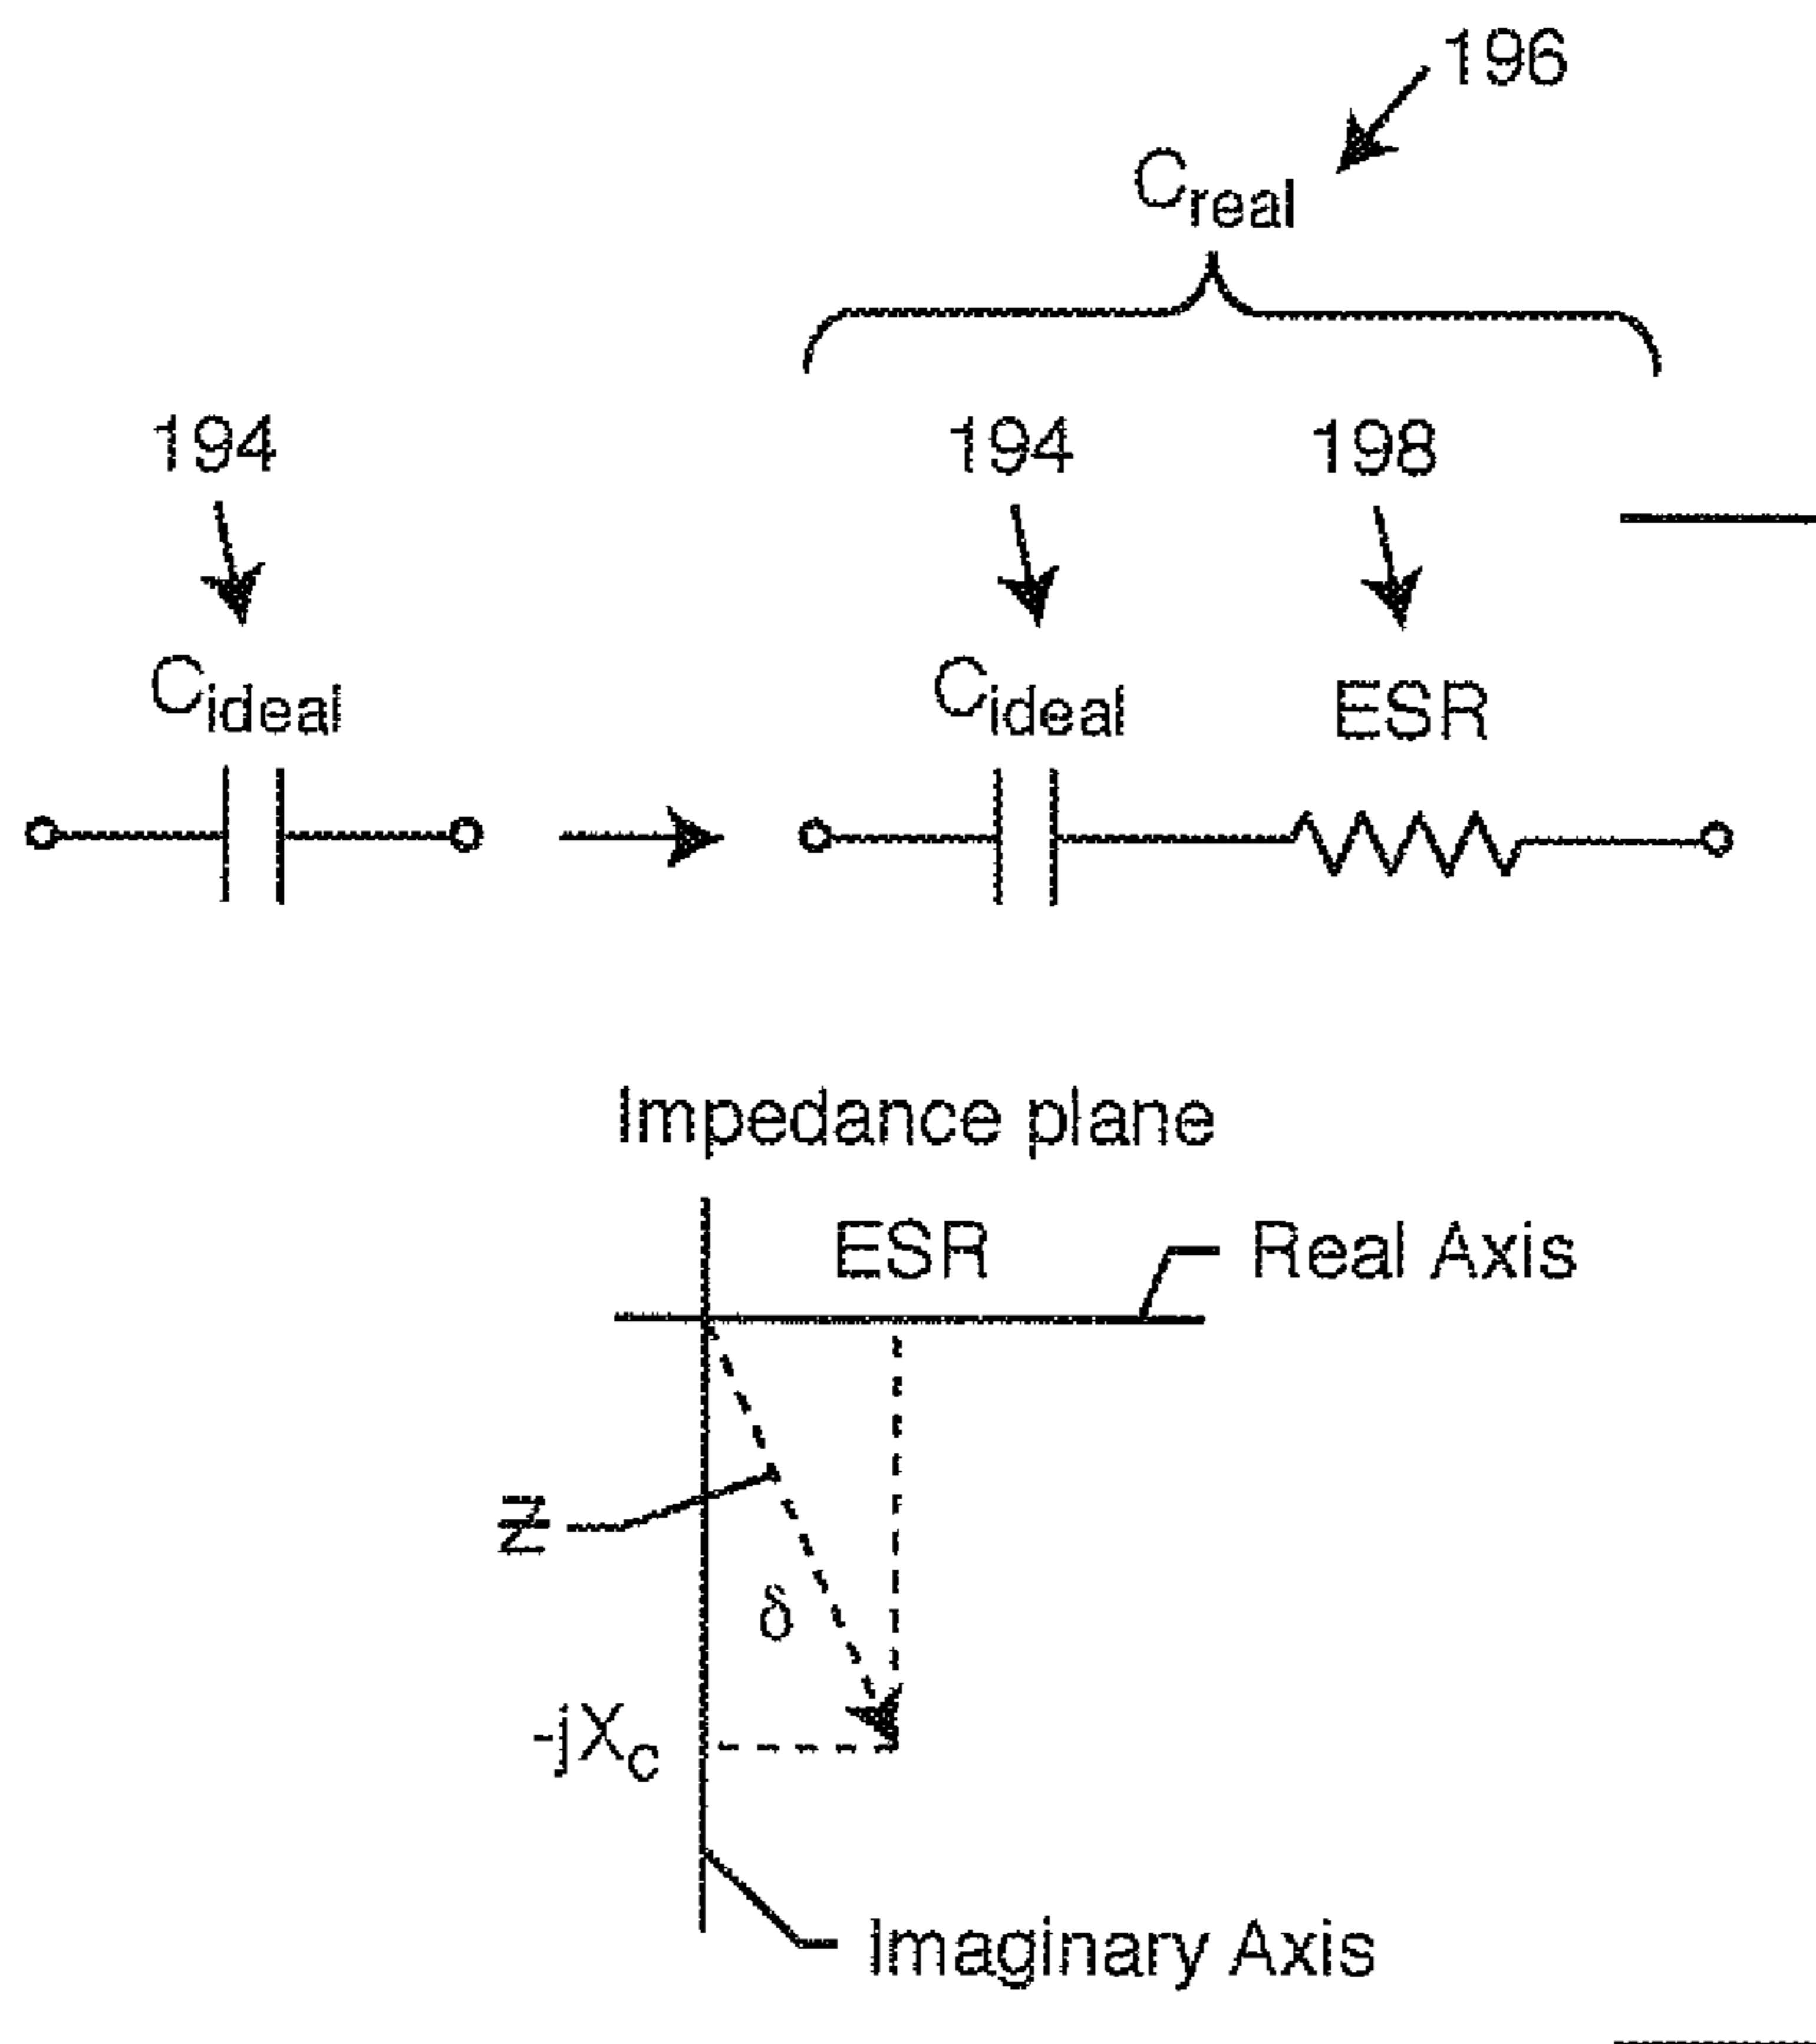 196
C_real
194 194 198
C_ideal C_ideal ESR
Impedance plane
ESR Real Axis
Z
δ
-jX_C
Imaginary Axis